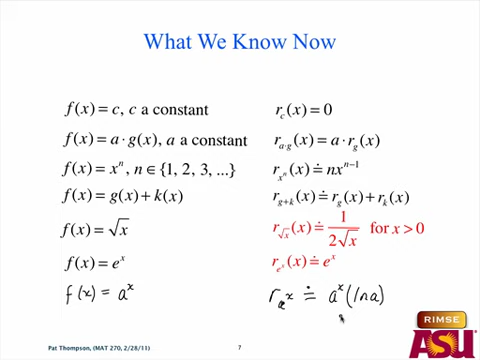 What We Know Now
f(x) = c, c a constant r_c(x) = 0
f(x) = a · g(x), a a constant r_{a·g}(x) ≐ a · r_g(x)
f(x) = x^n, n ∈ {1, 2, 3, ...} r_{x^n}(x) ≐ nx^{n−1}
f(x) = g(x) + k(x) r_{g+k}(x) ≐ r_g(x) + r_k(x)
f(x) = √x r_{√x}(x) ≐ 1/(2√x) for x > 0
f(x) = e^x r_{e^x}(x) ≐ e^x
f(x) = a^x r_{a^x} ≐ a^x(ln a)
RIMSE
ASU
Pat Thompson, (MAT 270, 2/28/11) 7